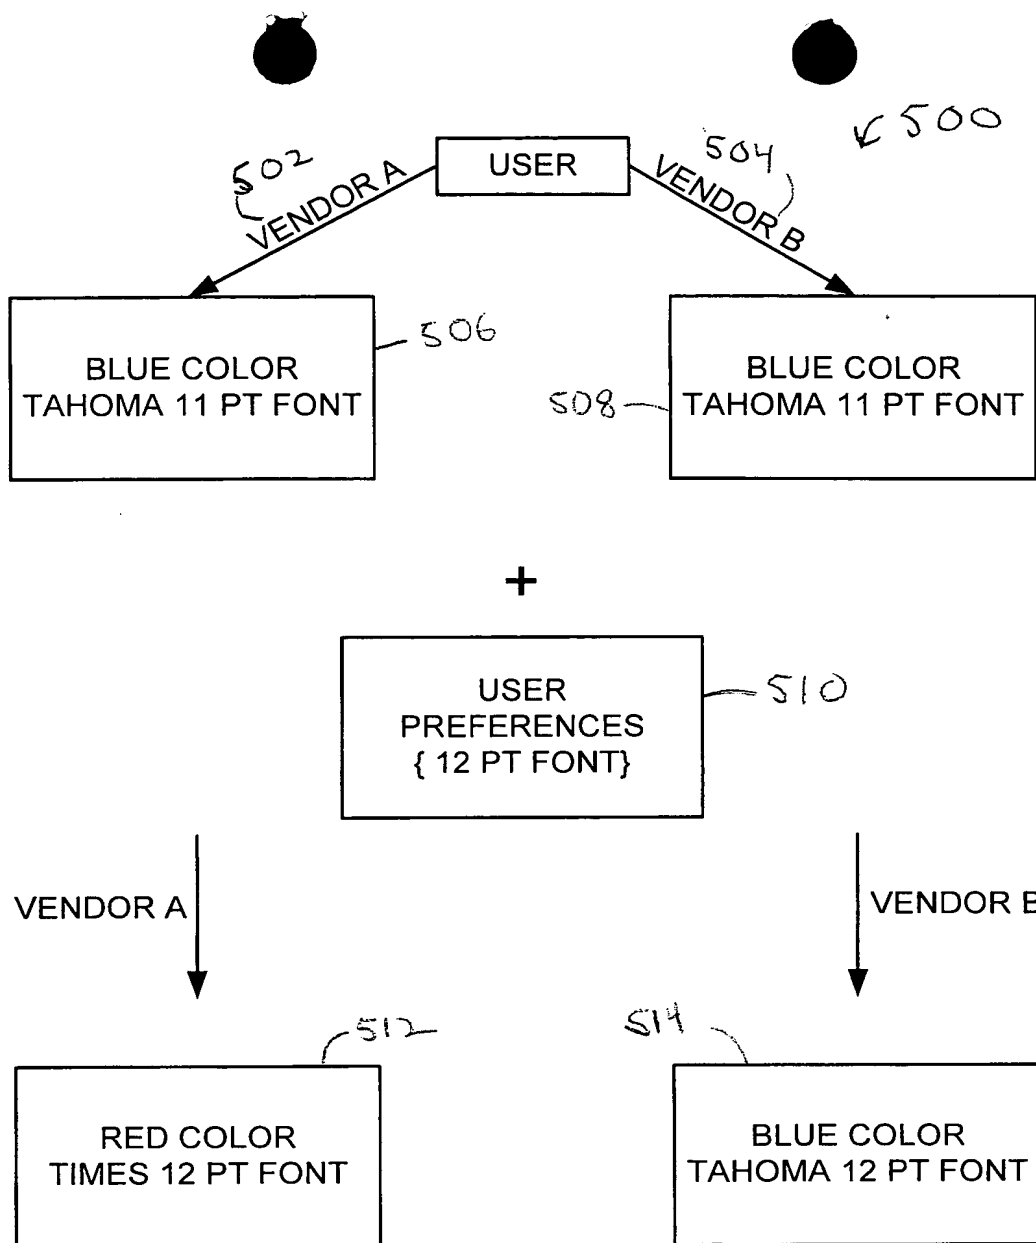 500
USER
502
VENDOR A
504
VENDOR B
BLUE COLOR
TAHOMA 11 PT FONT
506
508
BLUE COLOR
TAHOMA 11 PT FONT
+
USER
PREFERENCES
{ 12 PT FONT}
510
VENDOR A
VENDOR B
512
514
RED COLOR
TIMES 12 PT FONT
BLUE COLOR
TAHOMA 12 PT FONT